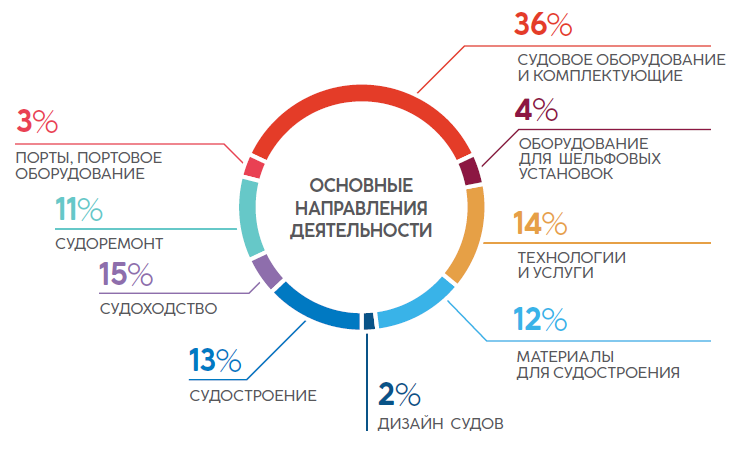 36%
СУДОВОЕ ОБОРУДОВАНИЕ
И КОМПЛЕКТУЮЩИЕ
4%
ОБОРУДОВАНИЕ
ДЛЯ ШЕЛЬФОВЫХ
УСТАНОВОК
14%
ТЕХНОЛОГИИ
И УСЛУГИ
12%
МАТЕРИАЛЫ
ДЛЯ СУДОСТРОЕНИЯ
2%
ДИЗАЙН СУДОВ
13%
СУДОСТРОЕНИЕ
15%
СУДОХОДСТВО
11%
СУДОРЕМОНТ
3%
ПОРТЫ, ПОРТОВОЕ
ОБОРУДОВАНИЕ
ОСНОВНЫЕ
НАПРАВЛЕНИЯ
ДЕЯТЕЛЬНОСТИ